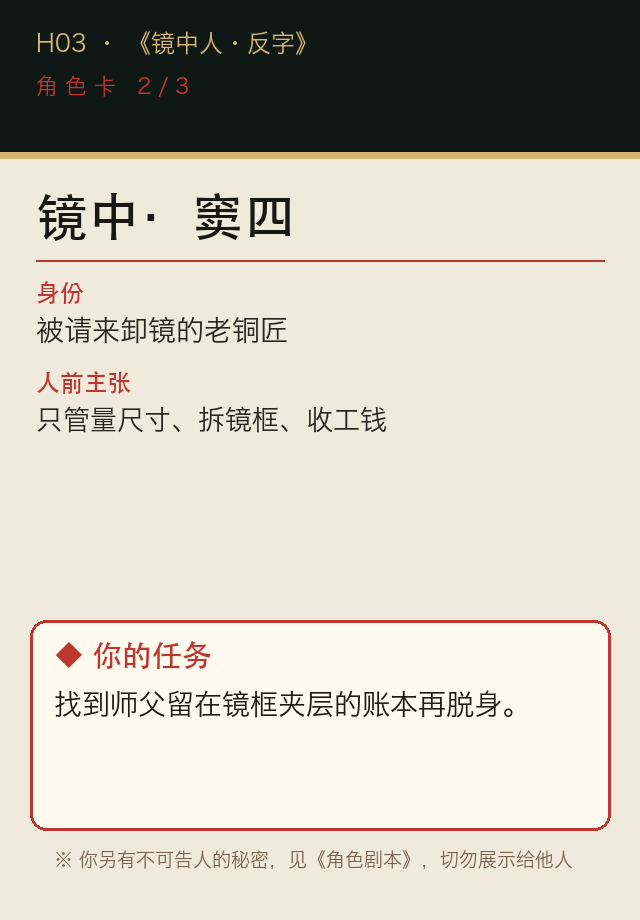 H03 · 《镜中人·反字》
角色卡 2/3
镜中· 窦四
身份
被请来卸镜的老铜匠
人前主张
只管量尺寸、拆镜框、收工钱
◆ 你的任务
找到师父留在镜框夹层的账本再脱身。
※ 你另有不可告人的秘密，见《角色剧本》，切勿展示给他人